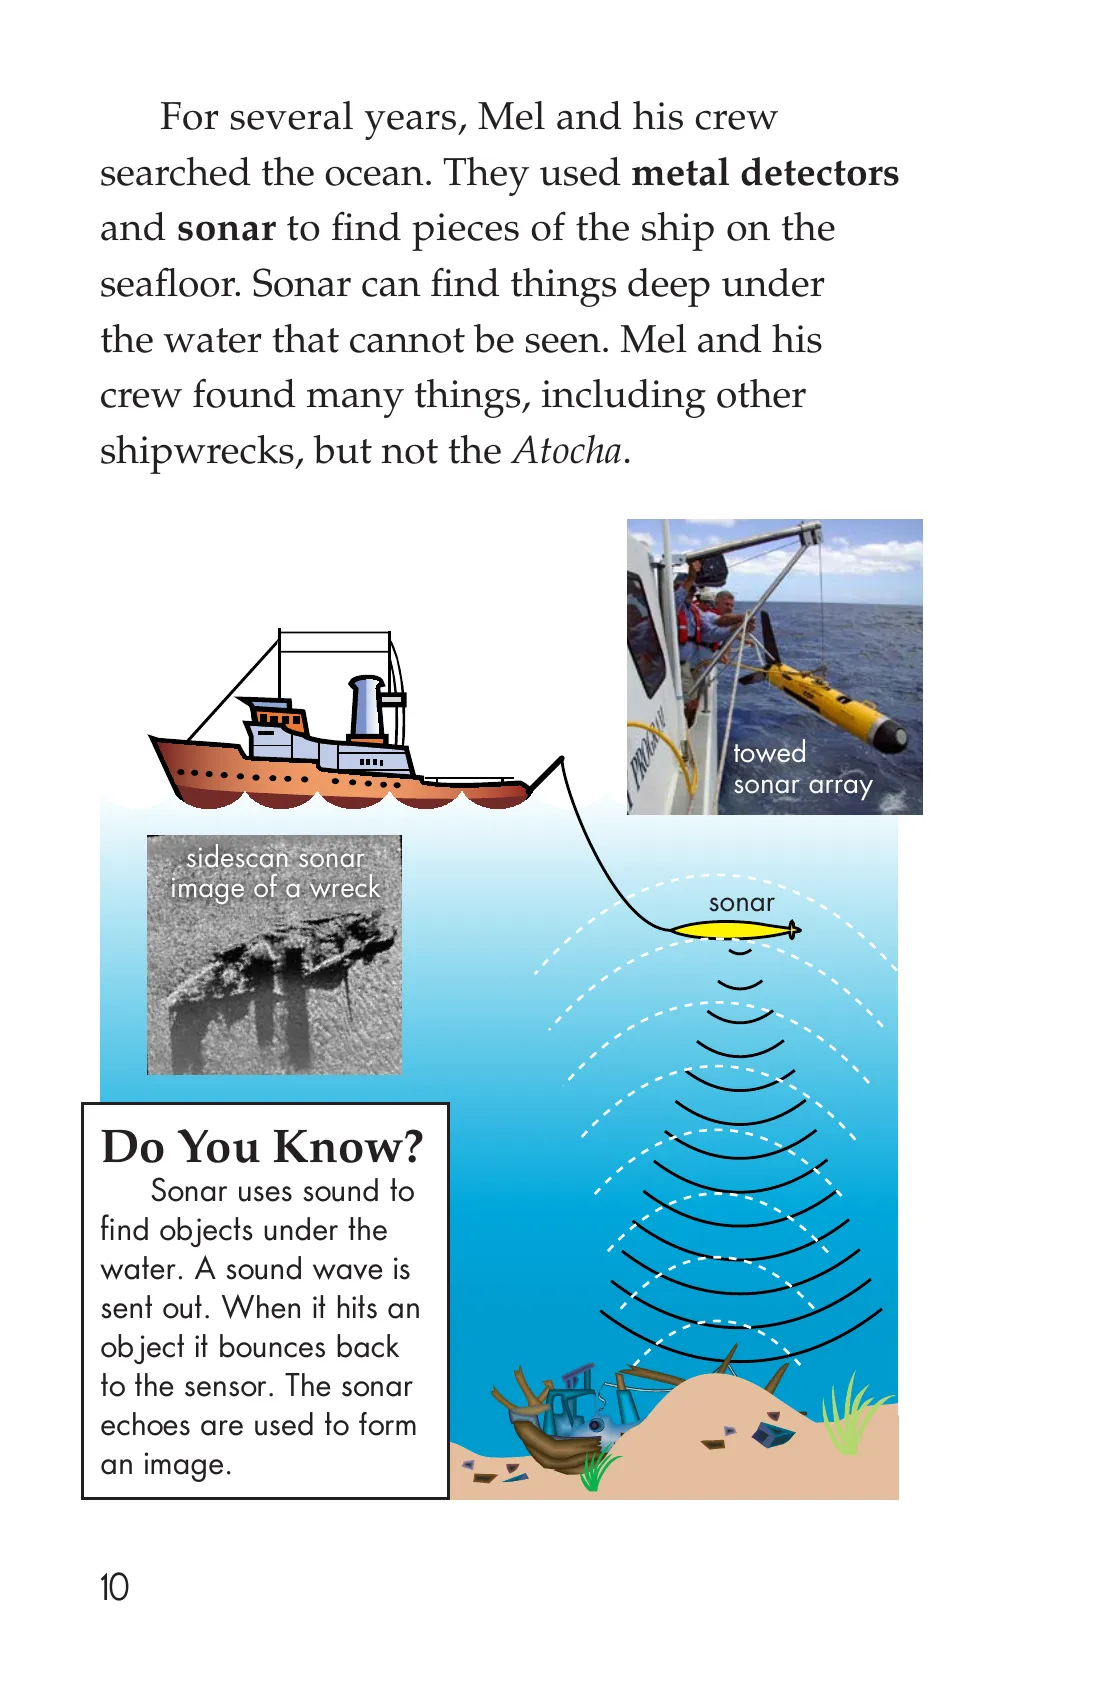 For several years, Mel and his crew
searched the ocean. They used metal detectors
and sonar to find pieces of the ship on the
seafloor. Sonar can find things deep under
the water that cannot be seen. Mel and his
crew found many things, including other
shipwrecks, but not the Atocha.
towed
sonar array
PROGRAM
sidescan sonar
image of a wreck
sonar
Do You Know?
Sonar uses sound to
find objects under the
water. A sound wave is
sent out. When it hits an
object it bounces back
to the sensor. The sonar
echoes are used to form
an image.
10